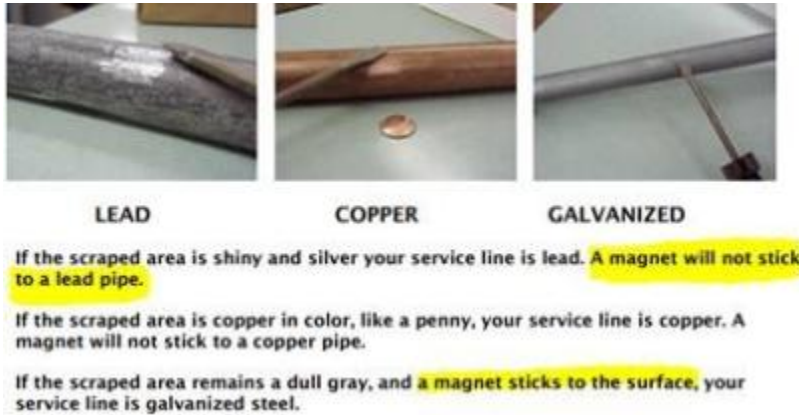 LEAD COPPER GALVANIZED
If the scraped area is shiny and silver your service line is lead. A magnet will not stick
to a lead pipe.
If the scraped area is copper in color, like a penny, your service line is copper. A
magnet will not stick to a copper pipe.
If the scraped area remains a dull gray, and a magnet sticks to the surface, your
service line is galvanized steel.